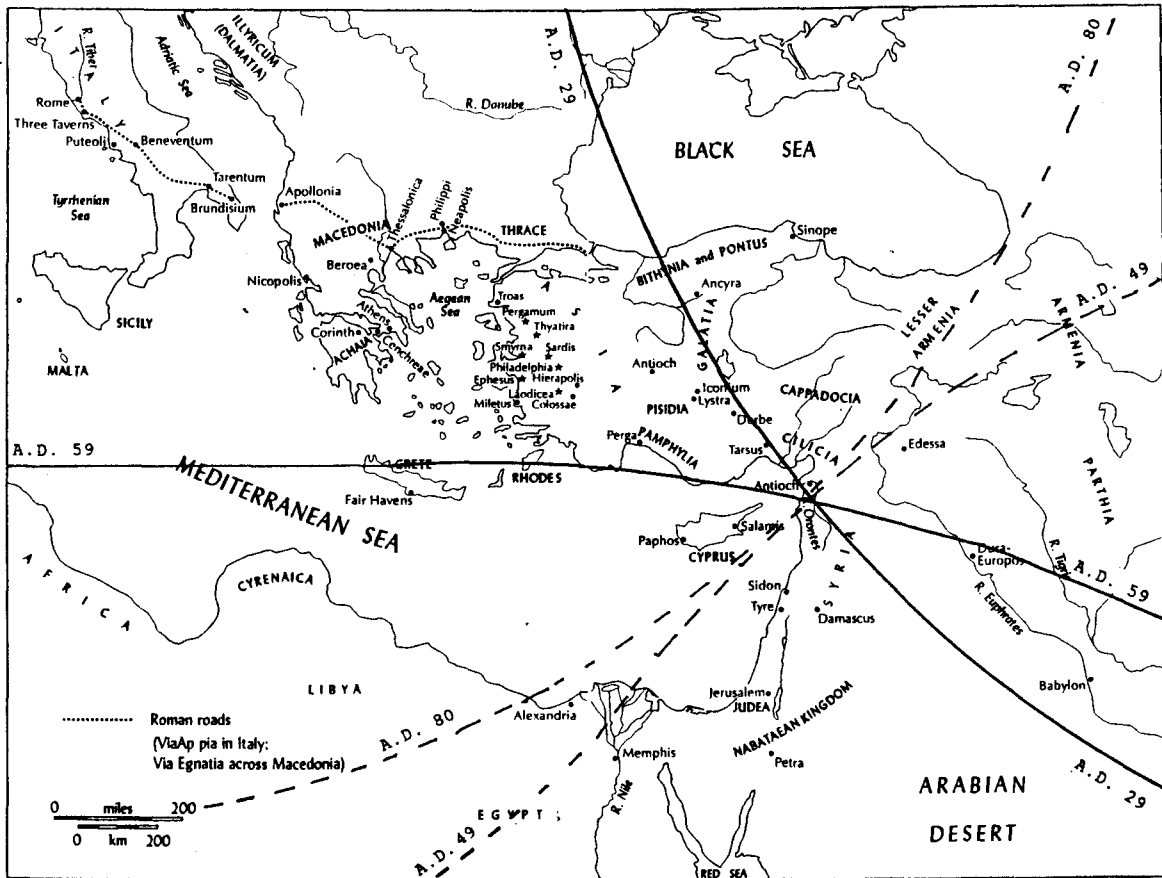 ITALY
R. Tiber
Adriatic Sea
ILLYRICUM
(DALMATIA)
A.D. 29
A.D. 80
R. Danube
Rome
Three Taverns
Puteoli
Beneventum
BLACK SEA
Tarentum
Brundisium
Tyrrhenian
Sea
Apollonia
MACEDONIA
Thessalonica
Philippi
Neapolis
THRACE
Sinope
BITHINIA and PONTUS
Beroea
Nicopolis
Aegean
Sea
Ancyra
A.D. 49
LESSER
ARMENIA
ARMENIA
SICILY
MALTA
Troas
Pergamum
Thyatira
Athens
Corinth
Cenchreae
ACHAIA
Smyrna
Sardis
Philadelphia
Ephesus
Hierapolis
Laodicea
Miletus
Colossae
A S A
GALATIA
Antioch
Iconium
Lystra
PISIDIA
Derbe
CAPPADOCIA
CILICIA
Tarsus
Perga
PAMPHYLIA
Edessa
PARTHIA
A.D. 59
MEDITERRANEAN SEA
CRETE
Fair Havens
RHODES
Antioch
H
R. Orontes
Salamis
Paphos
CYPRUS
SYRIA
Dura-
Europos
R. Tigris
A.D. 59
R. Euphrates
AFRICA
CYRENAICA
Sidon
Tyre
Damascus
Babylon
LIBYA
Jerusalem
JUDEA
NABATAEAN KINGDOM
Alexandria
A.D. 80
Memphis
Petra
A.D. 29
Roman roads
(ViaAp pia in Italy:
Via Egnatia across Macedonia)
0 miles 200
0 km 200
EGYPT
R. Nile
A.D. 49
RED SEA
ARABIAN
DESERT